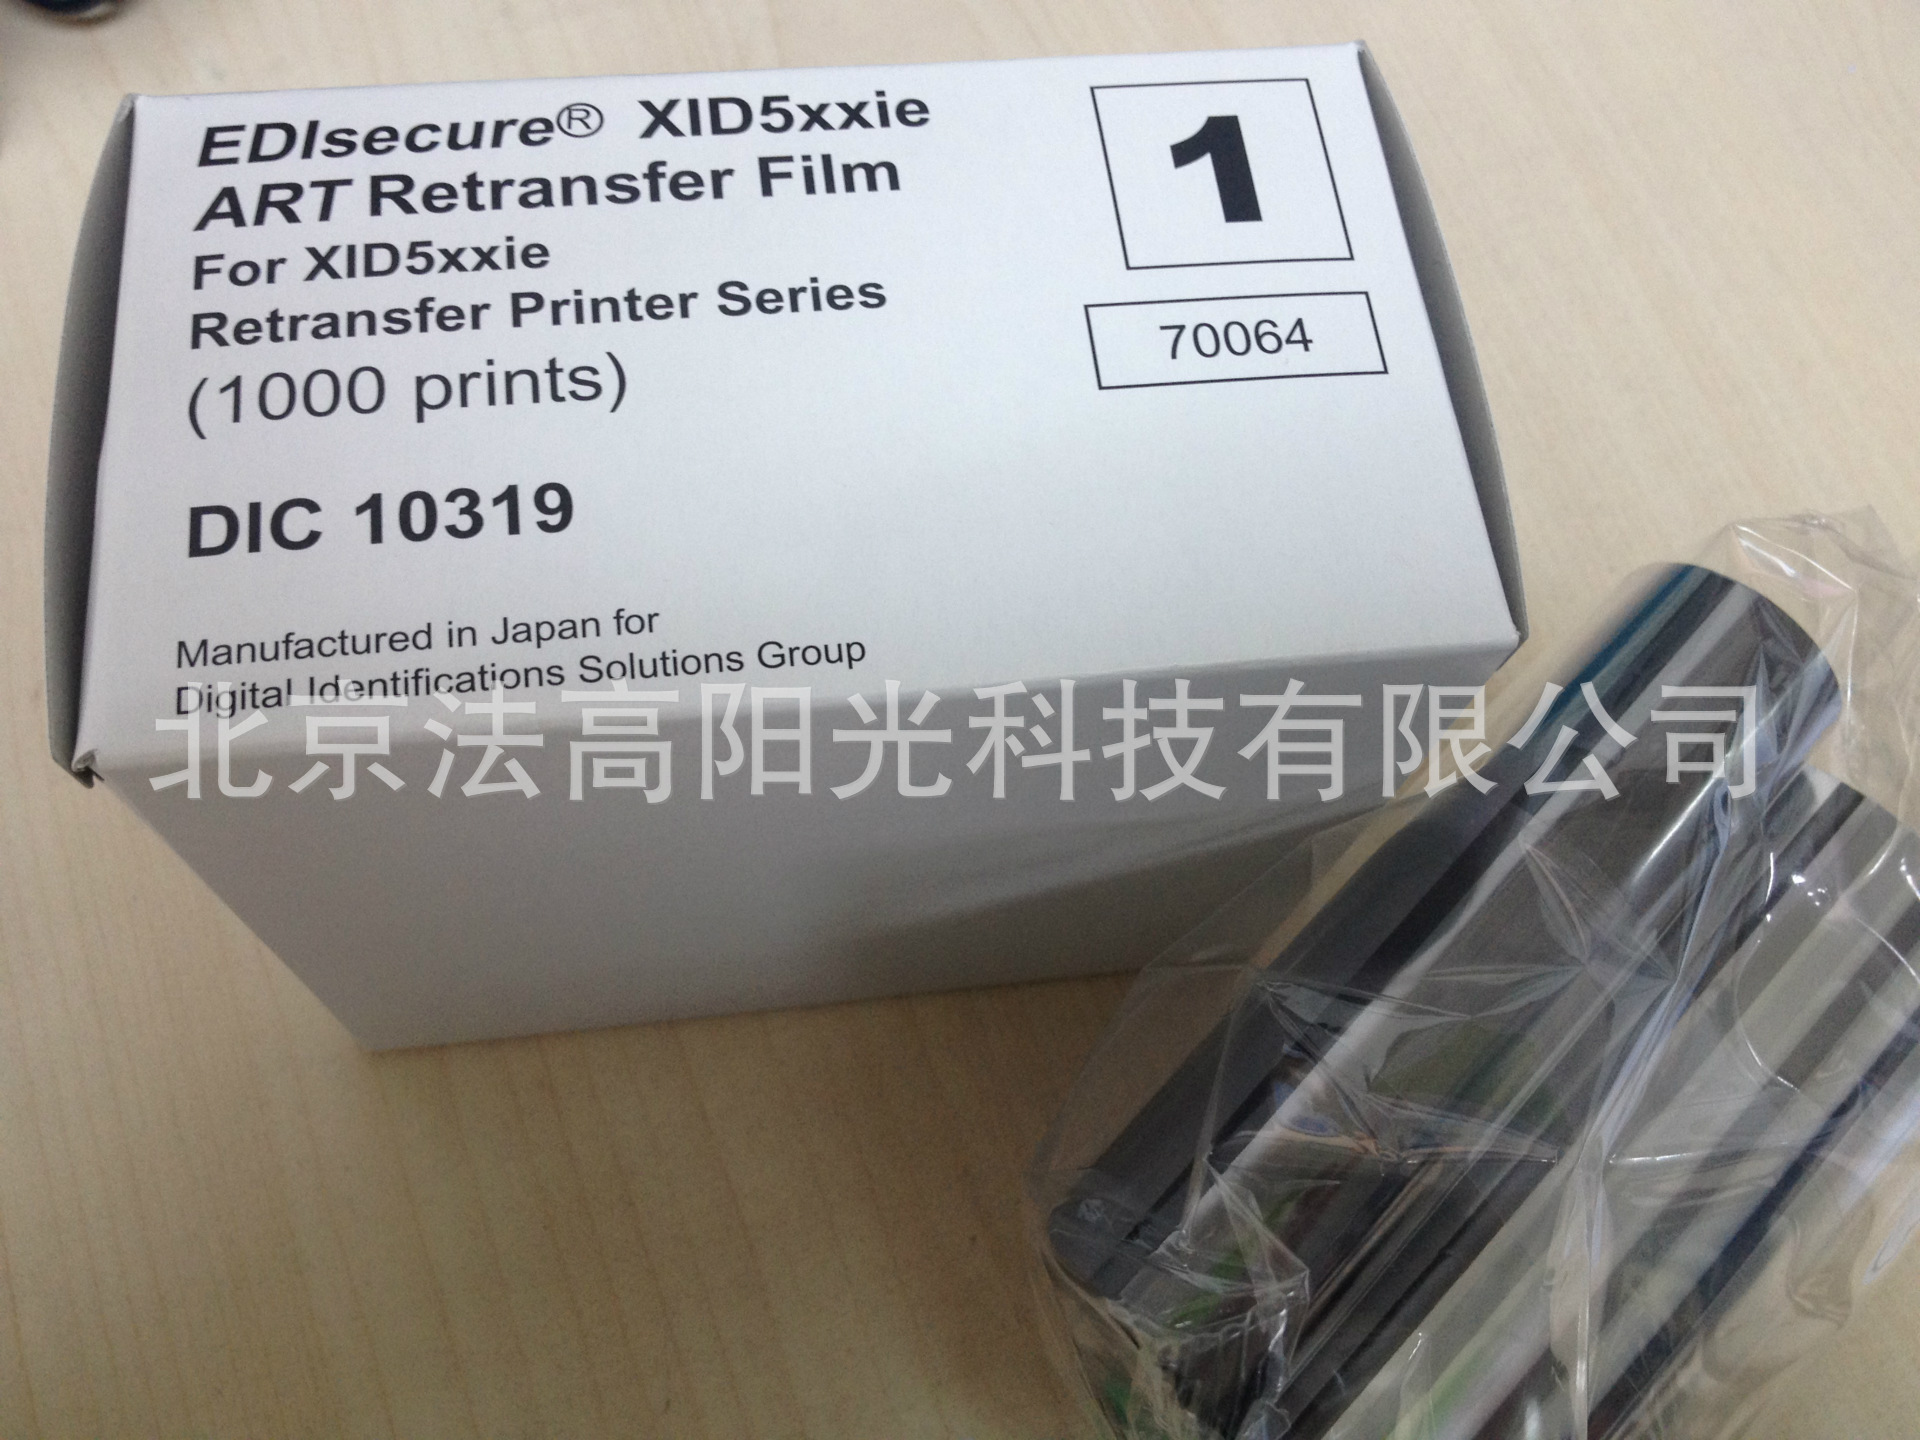 EDIsecure® XID5xxie
ART Retransfer Film
For XID5xxie
Retransfer Printer Series
(1000 prints)
DIC 10319
Manufactured in Japan for
Digital Identifications Solutions Group
1
70064
北京法高阳光科技有限公司